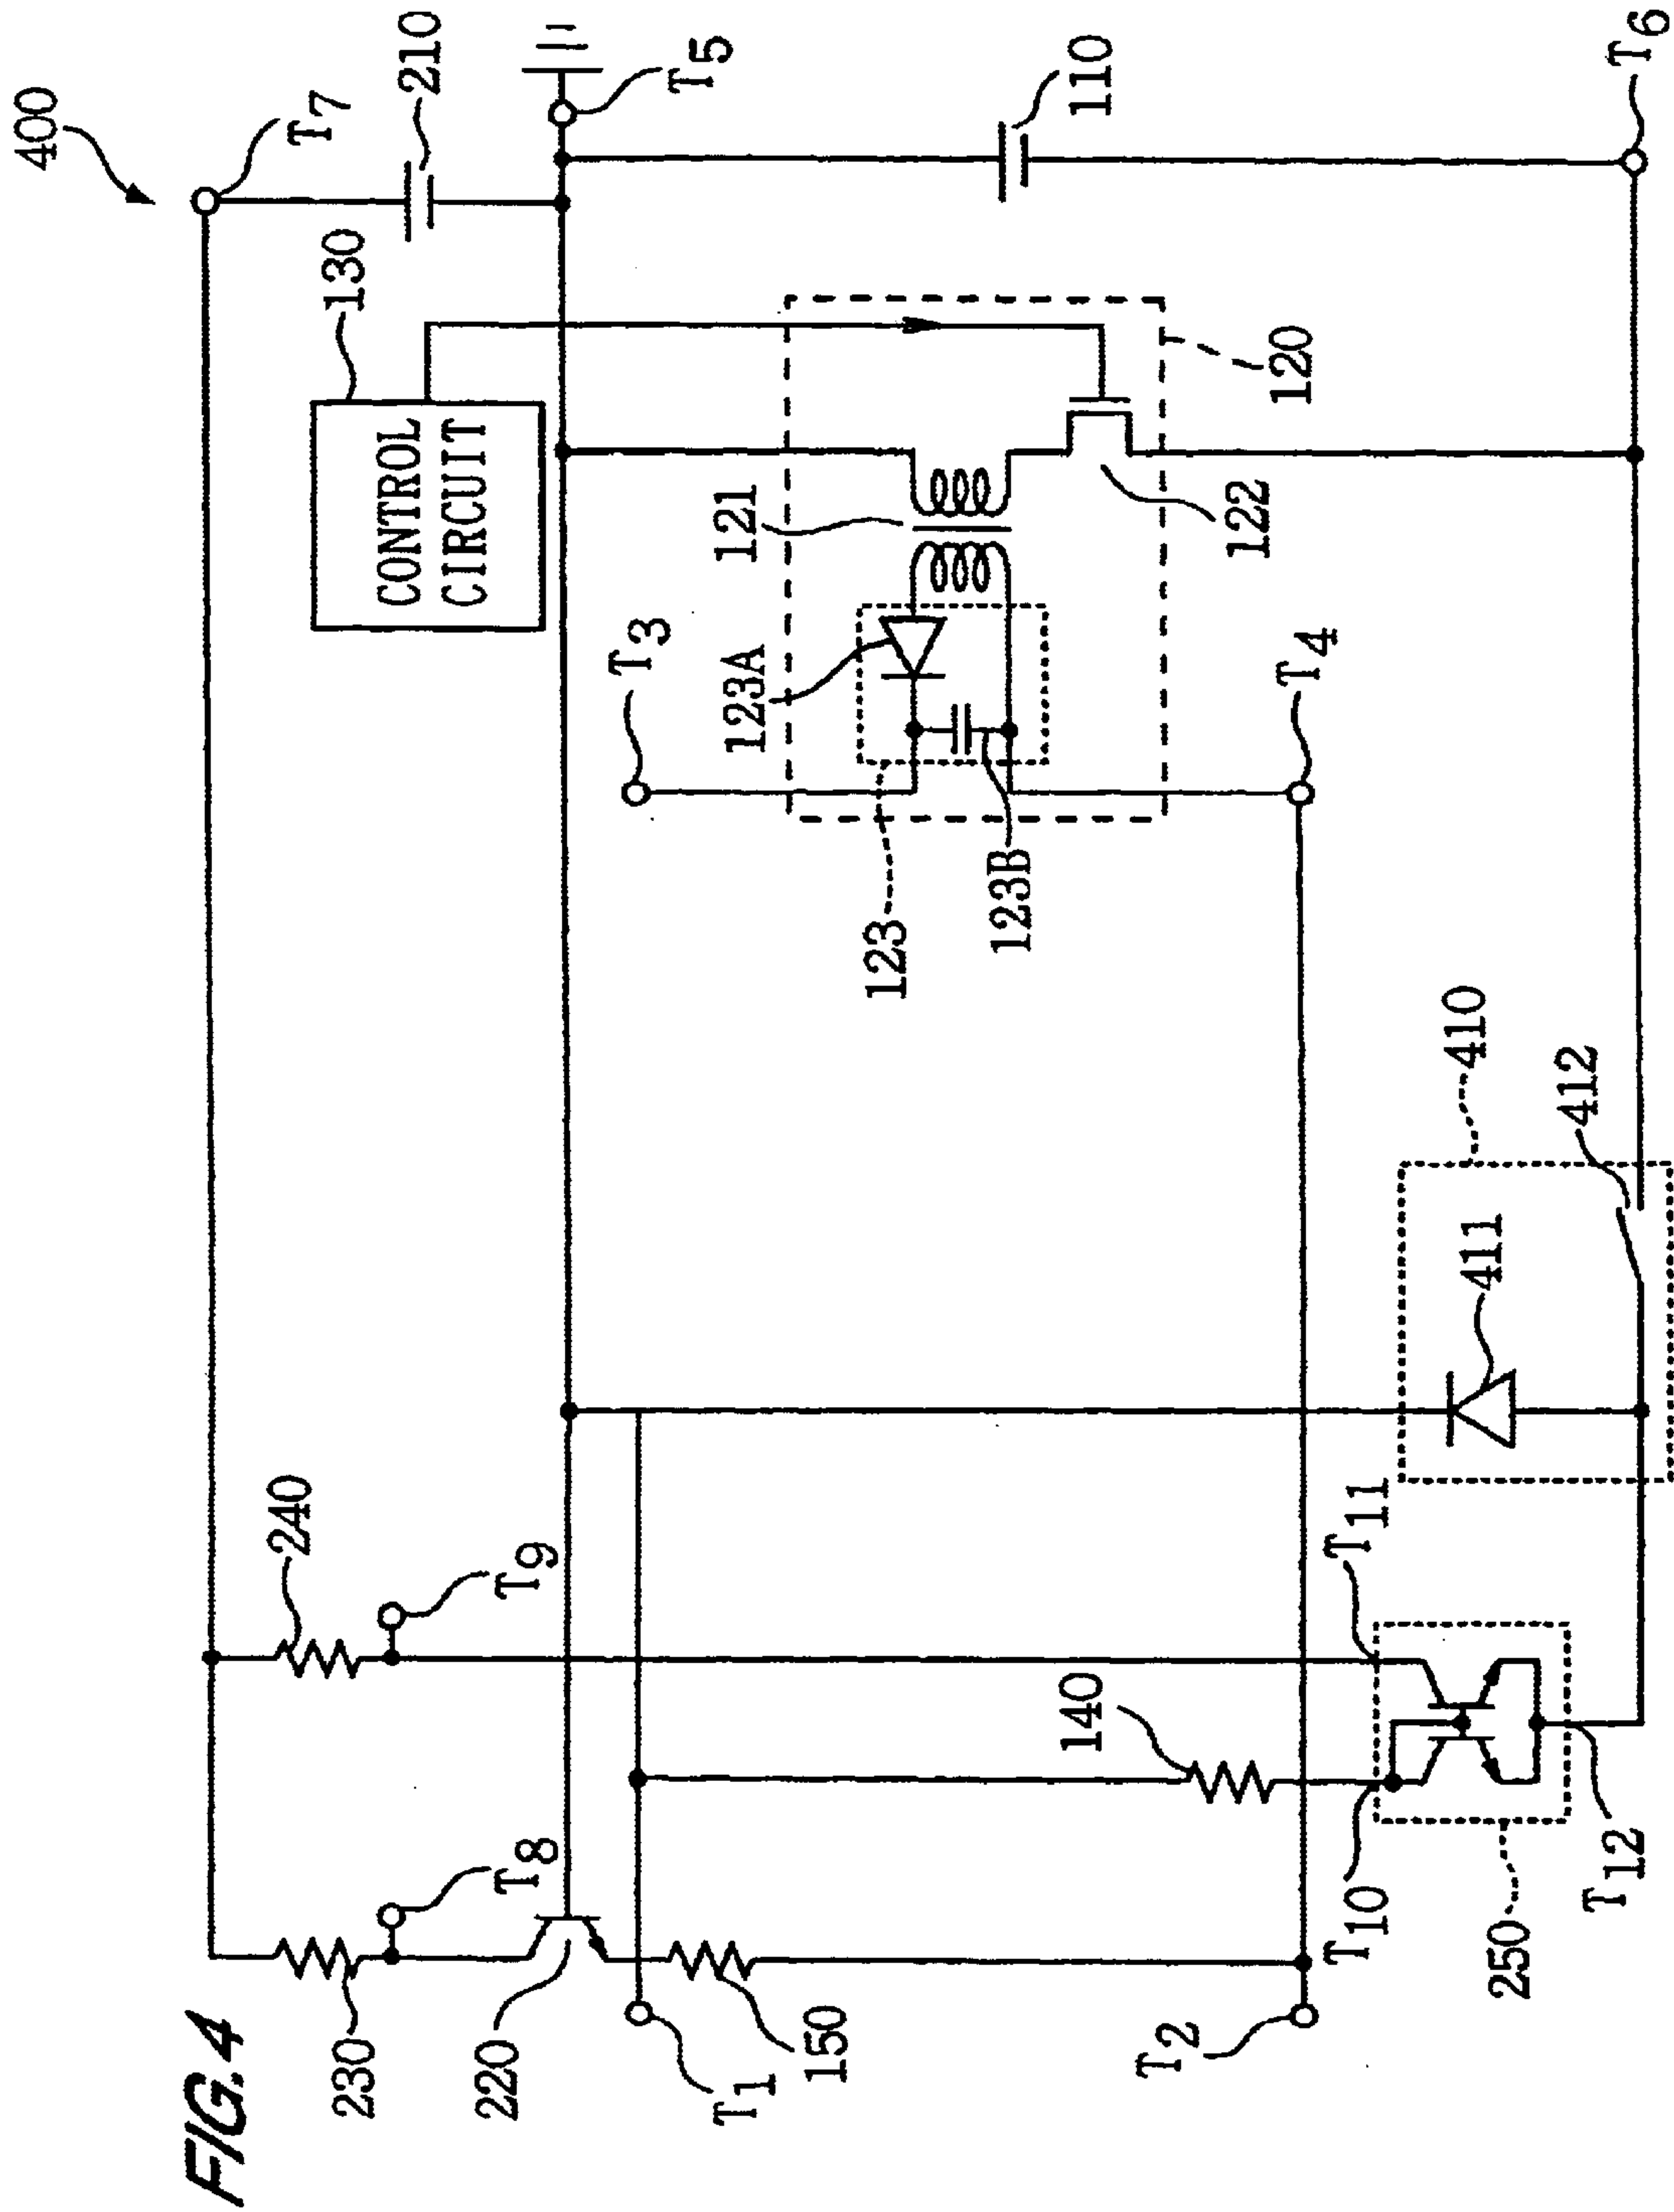 FIG. 4
400
T7
210
T5
110
T6
130
CONTROL
CIRCUIT
120
121
122
T3
123A
123
123B
T4
410
412
411
240
T9
T11
140
T8
T10
T12
250
230
220
T1
150
T2